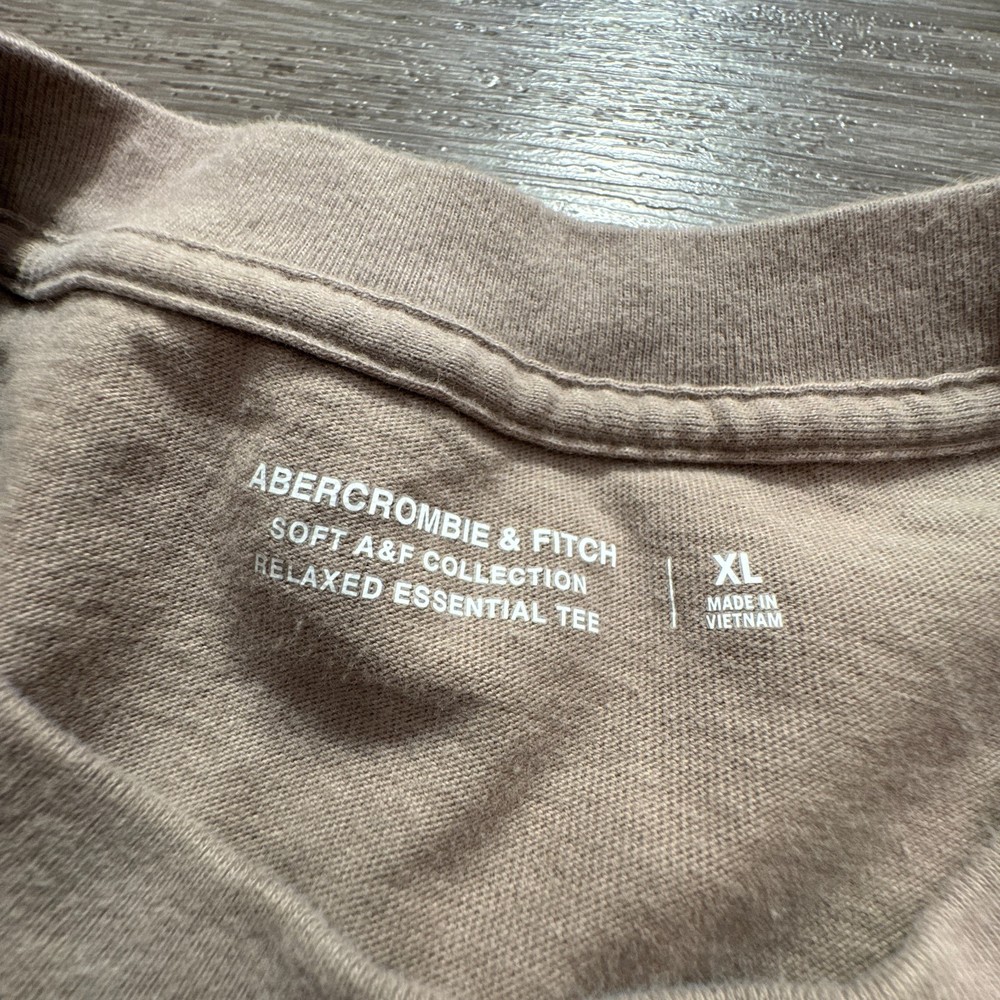 ABERCROMBIE & FITCH
SOFT A&F COLLECTION
RELAXED ESSENTIAL TEE
XL
MADE IN
VIETNAM